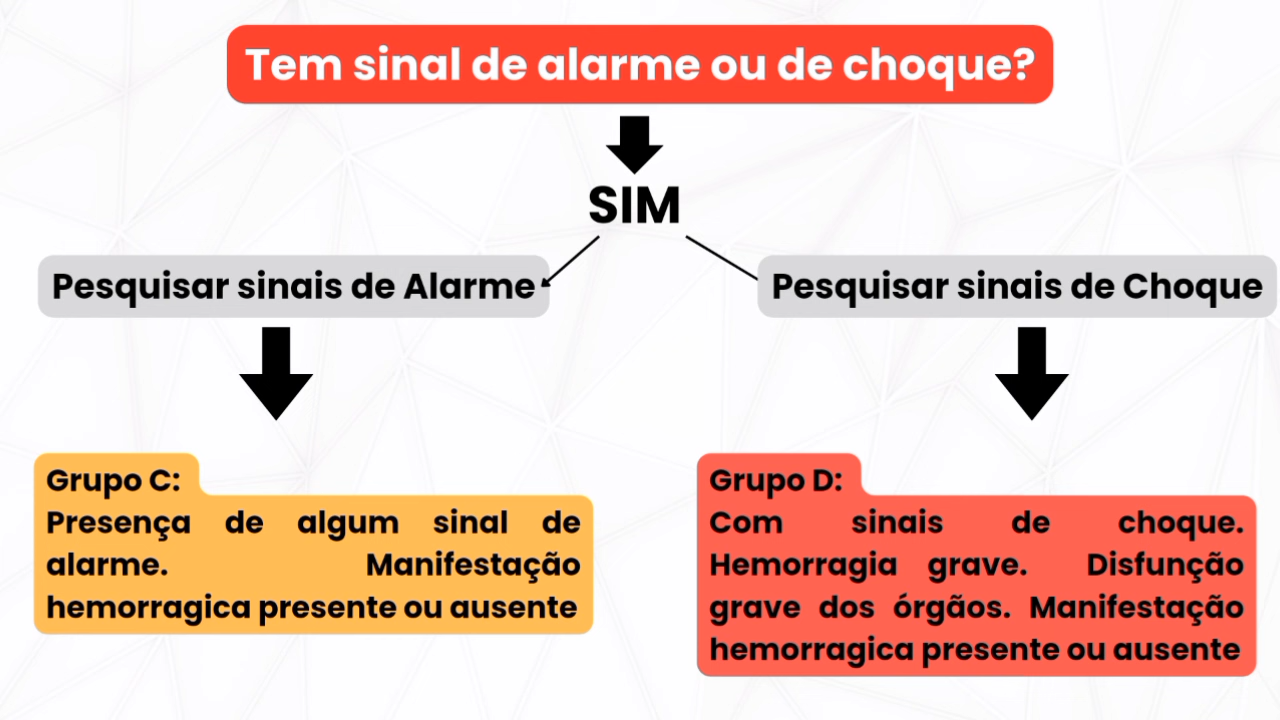 Tem sinal de alarme ou de choque?
SIM
Pesquisar sinais de Alarme
Pesquisar sinais de Choque
Grupo C:
Presença de algum sinal de
alarme. Manifestação
hemorragica presente ou ausente
Grupo D:
Com sinais de choque.
Hemorragia grave. Disfunção
grave dos órgãos. Manifestação
hemorragica presente ou ausente